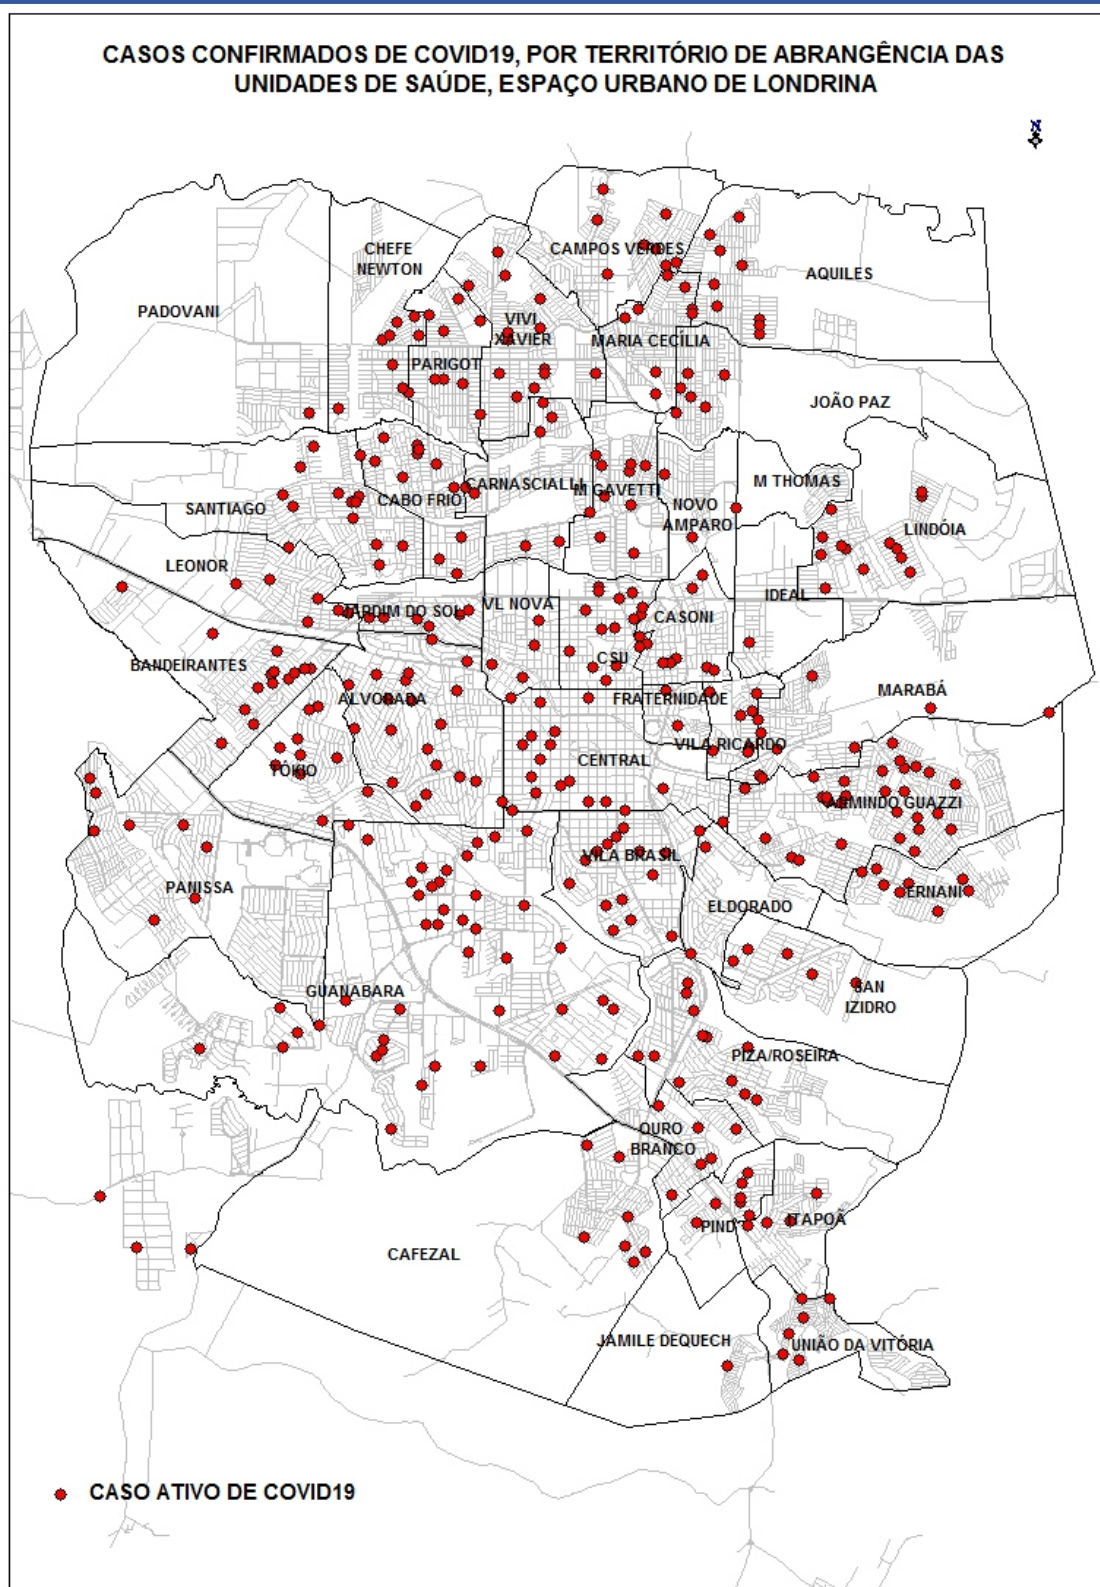 CASOS CONFIRMADOS DE COVID19, POR TERRITÓRIO DE ABRANGÊNCIA DAS
UNIDADES DE SAÚDE, ESPAÇO URBANO DE LONDRINA
N
CHEFE
NEWTON
CAMPOS VERDES
AQUILES
PADOVANI
VIVI
XAVIER
MARIA CECÍLIA
PARIGOT
JOÃO PAZ
M THOMAS
CARNASCIALLI
M GAVETTI
CABO FRIO
SANTIAGO
NOVO
AMPARO
LINDÓIA
LEONOR
IDEAL
VL NOVA
JARDIM DO SOL
CASONI
CSU
BANDEIRANTES
MARABÁ
ALVORADA
FRATERNIDADE
VILA RICARDO
CENTRAL
TÓKIO
ARMINDO GUAZZI
VILA BRASIL
PANISSA
ERNANI
ELDORADO
GUANABARA
SAN
IZIDRO
PIZA/ROSEIRA
OURO
BRANCO
PIND
ITAPOÃ
CAFEZAL
JAMILE DEQUECH
UNIÃO DA VITÓRIA
CASO ATIVO DE COVID19